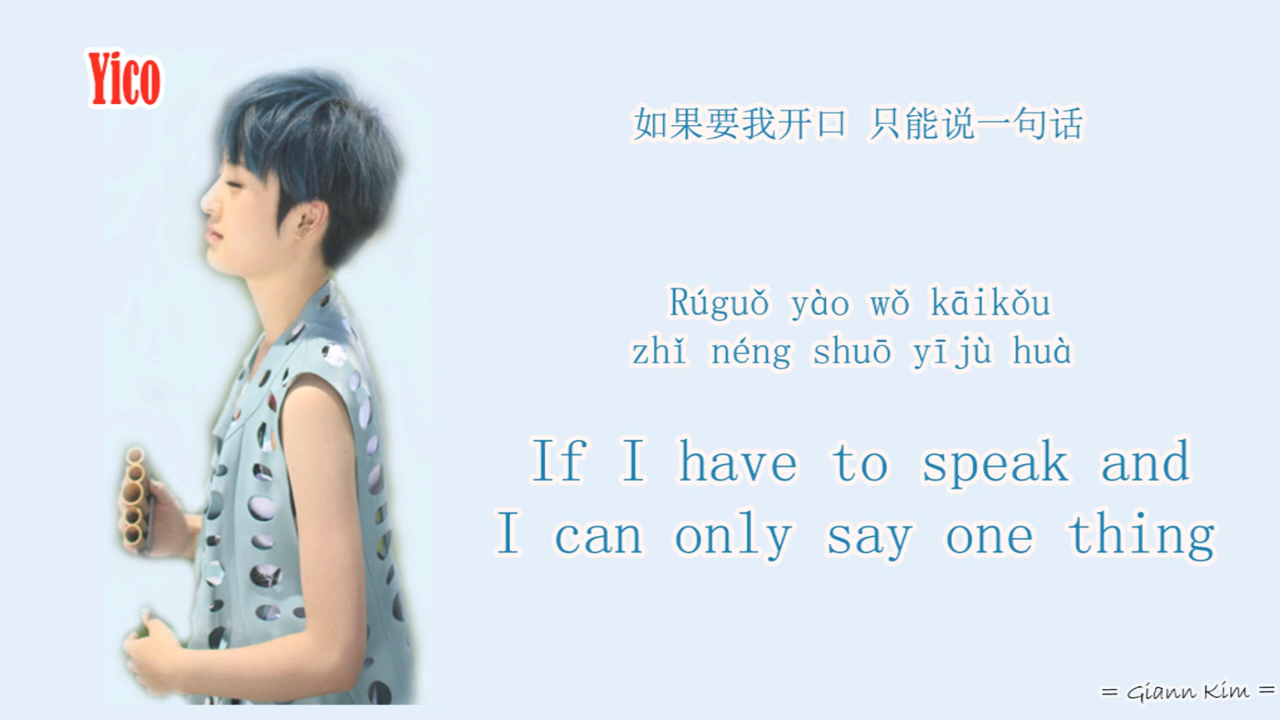 Yico
如果要我开口 只能说一句话
Rúguǒ yào wǒ kāikǒu
zhǐ néng shuō yījù huà
If I have to speak and
I can only say one thing
= Giann Kim =